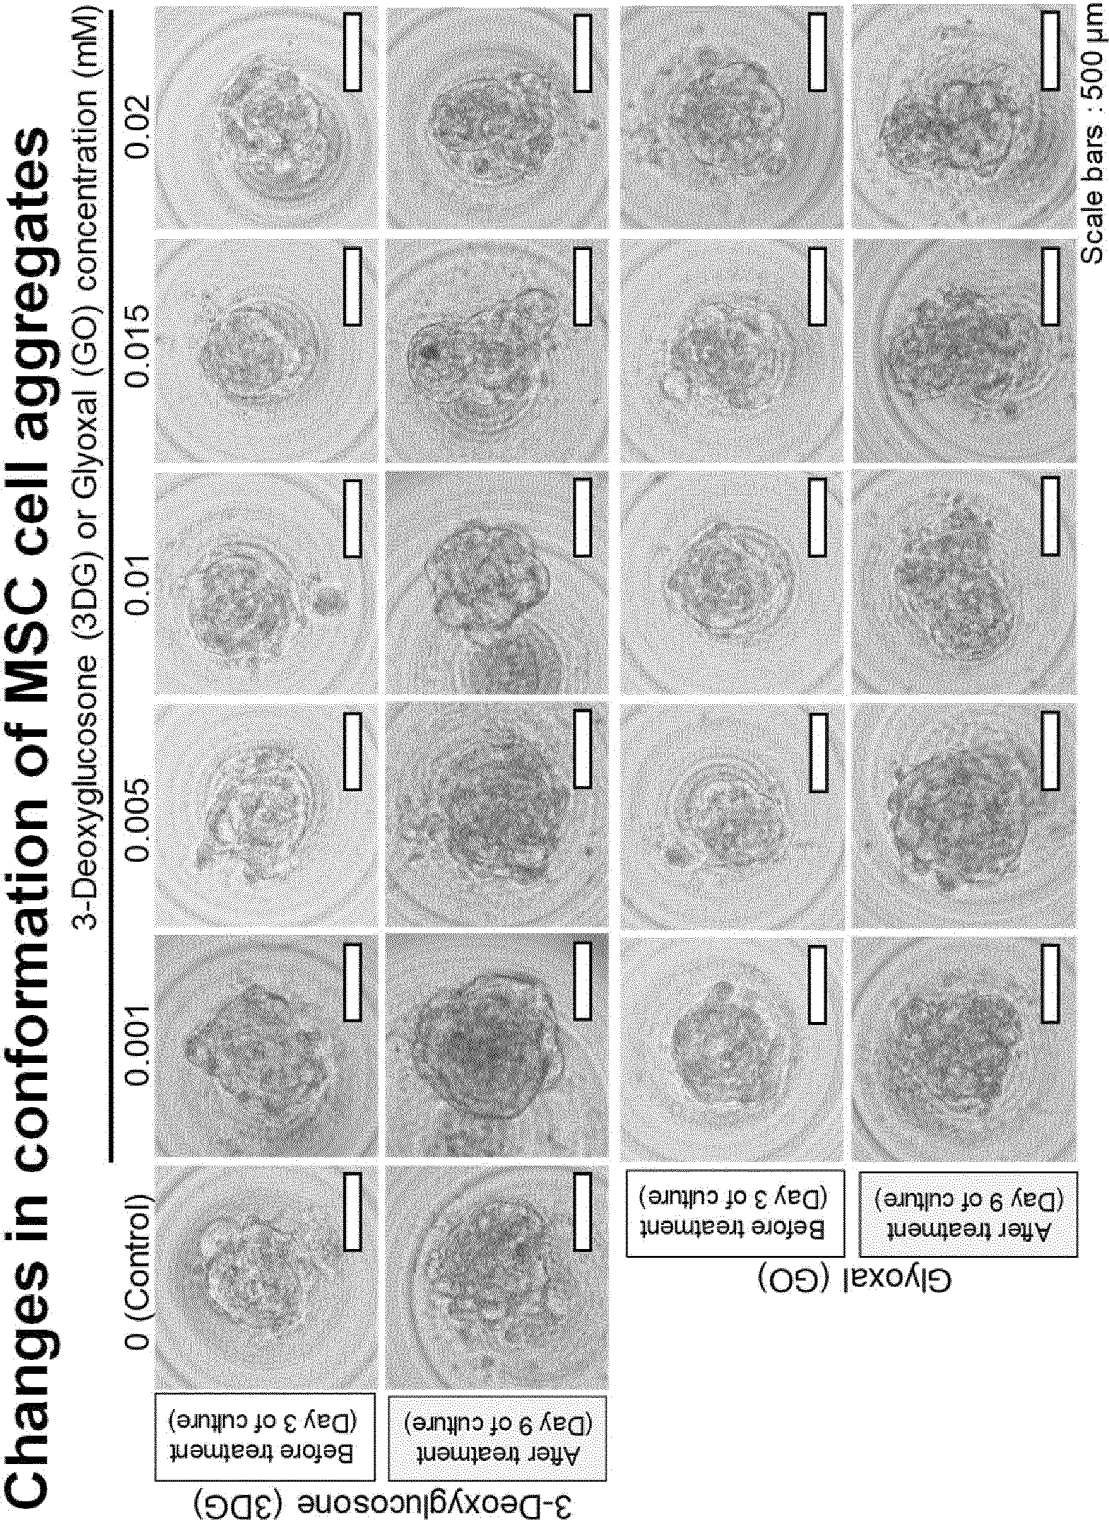 Changes in conformation of MSC cell aggregates
3-Deoxyglucosone (3DG) or Glyoxal (GO) concentration (mM)
0 (Control)
0.001
0.005
0.01
0.015
0.02
3-Deoxyglucosone (3DG)
Before treatment
(Day 3 of culture)
After treatment
(Day 9 of culture)
Glyoxal (GO)
Before treatment
(Day 3 of culture)
After treatment
(Day 9 of culture)
Scale bars : 500 μm